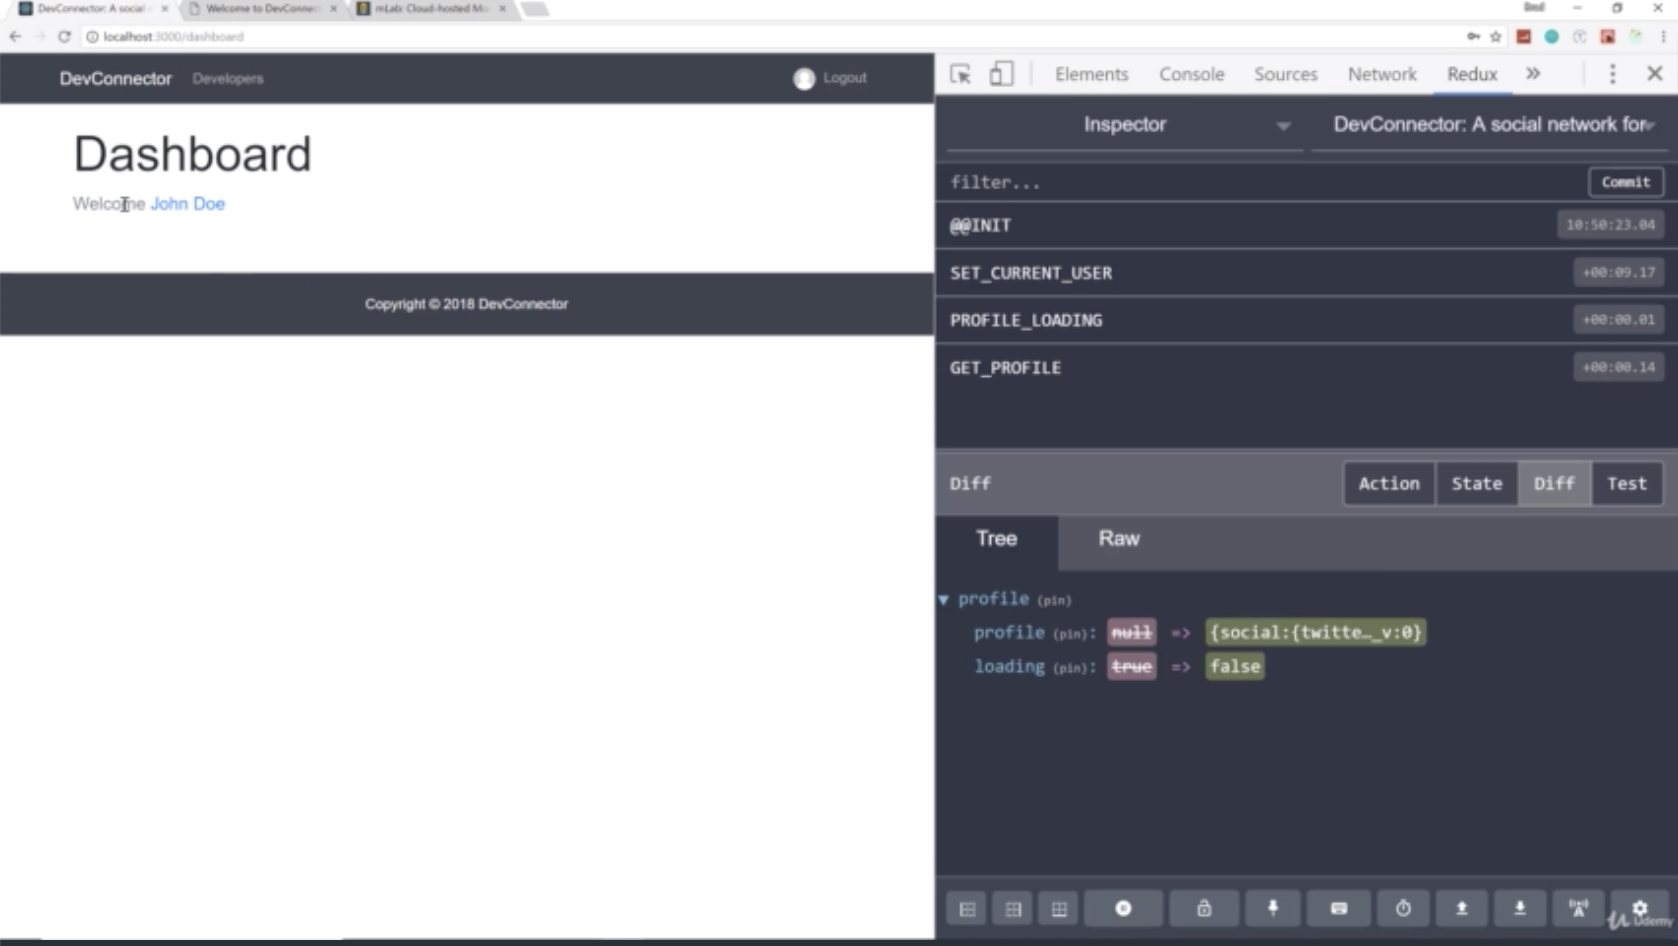 DevConnector: A social n
Welcome to DevConnect
mLab: Cloud-hosted Mo
localhost:3000/dashboard
DevConnector Developers Logout
Dashboard
Welcome John Doe
Copyright © 2018 DevConnector
Elements Console Sources Network Redux
Inspector DevConnector: A social network for
filter... Commit
@@INIT 10:50:23.04
SET_CURRENT_USER +00:09.17
PROFILE_LOADING +00:00.01
GET_PROFILE +00:00.14
Diff Action State Diff Test
Tree Raw
profile (pin)
profile (pin): null => {social:{twitte…_v:0}
loading (pin): true => false
Udemy